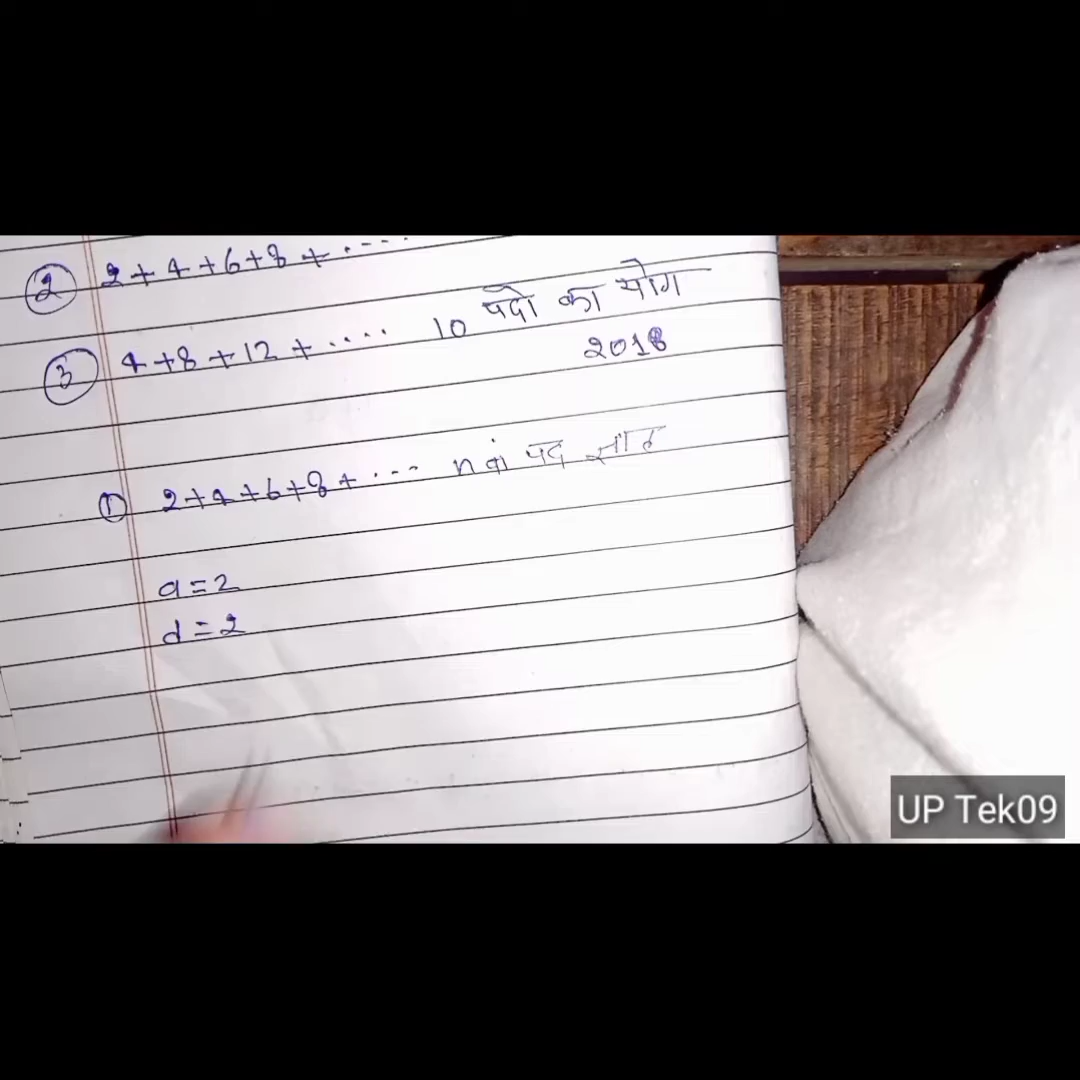 ② 2+4+6+8+.....
③ 4+8+12+..... 10 पदो का योग
2018
① 2+4+6+8+.... n वां पद ज्ञात
a=2
d=2
UP Tek09